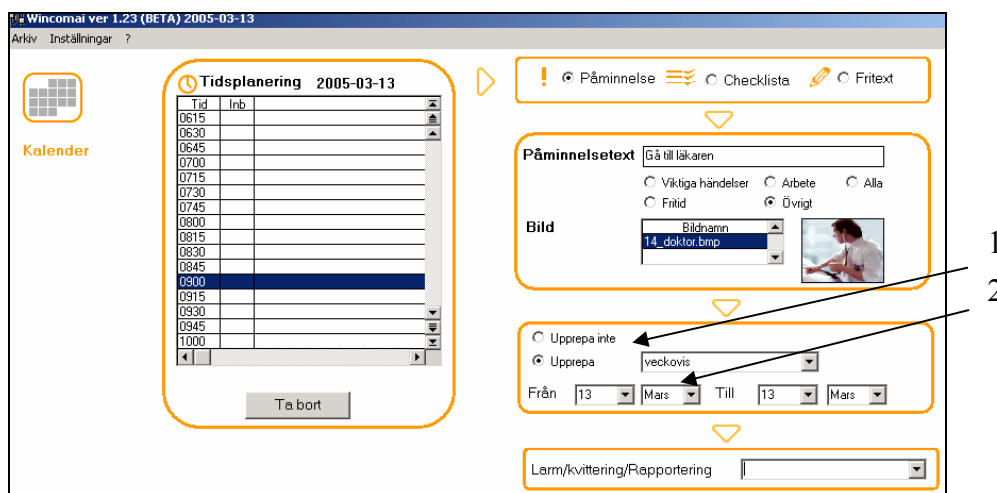 Wincomai ver 1.23 (BETA) 2005-03-13
Arkiv Inställningar ?
Kalender
Tidsplanering 2005-03-13
Tid Inb
0615
0630
0645
0700
0715
0730
0745
0800
0815
0830
0845
0900
0915
0930
0945
1000
Ta bort
Påminnelse Checklista Fritext
Påminnelsetext Gå till läkaren
Viktiga händelser Arbete Alla
Fritid Övrigt
Bild Bildnamn
14_doktor.bmp
1
2
Upprepa inte
Upprepa veckovis
Från 13 Mars Till 13 Mars
Larm/kvittering/Rapportering